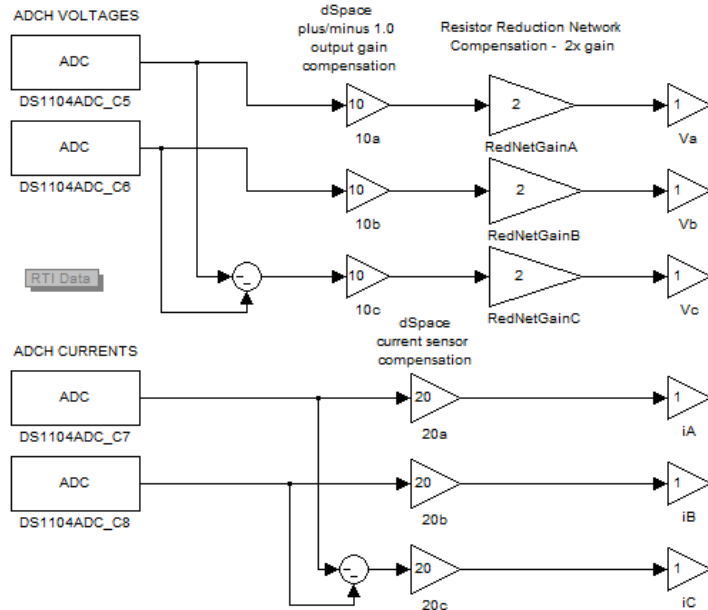 ADCH VOLTAGES
ADC
DS1104ADC_C5
ADC
DS1104ADC_C6
RTI Data
dSpace
plus/minus 1.0
output gain
compensation
Resistor Reduction Network
Compensation - 2x gain
10
10a
2
RedNetGainA
1
Va
10
10b
2
RedNetGainB
1
Vb
10
10c
2
RedNetGainC
1
Vc
ADCH CURRENTS
ADC
DS1104ADC_C7
ADC
DS1104ADC_C8
dSpace
current sensor
compensation
20
20a
1
iA
20
20b
1
iB
20
20c
1
iC